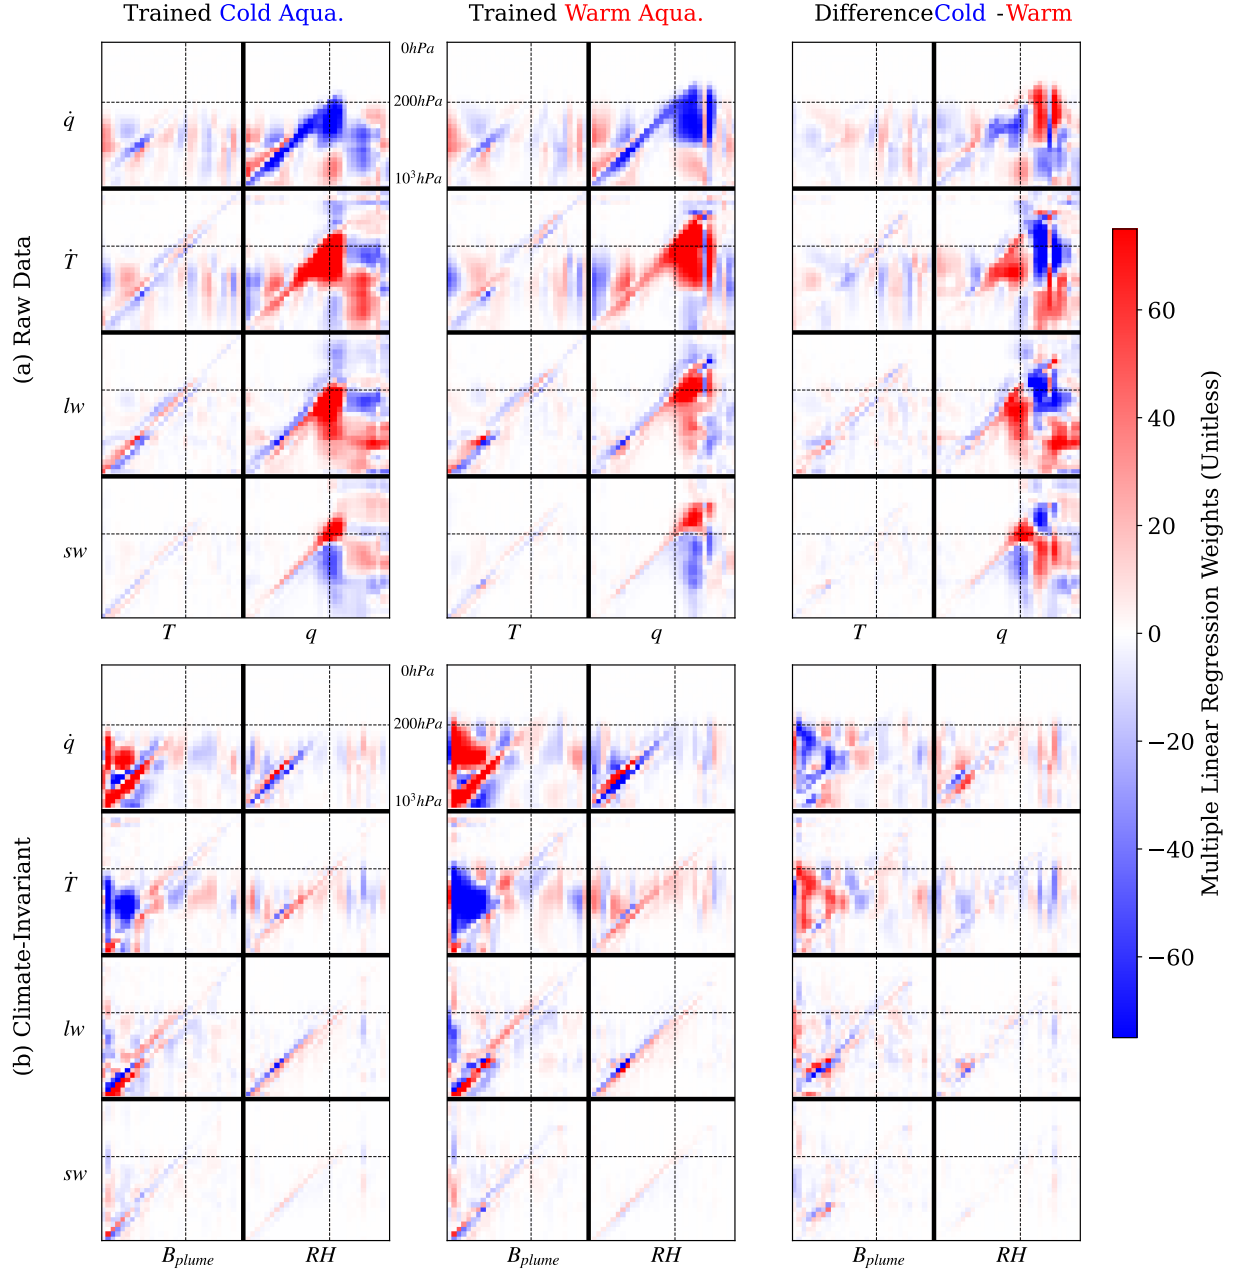 Trained Cold Aqua.
Trained Warm Aqua.
DifferenceCold -Warm
(a) Raw Data
q̇
Ṫ
lw
sw
0hPa
200hPa
10³hPa
T
q
T
q
T
q
(b) Climate-Invariant
q̇
Ṫ
lw
sw
0hPa
200hPa
10³hPa
B_plume
RH
B_plume
RH
B_plume
RH
60
40
20
0
−20
−40
−60
Multiple Linear Regression Weights (Unitless)